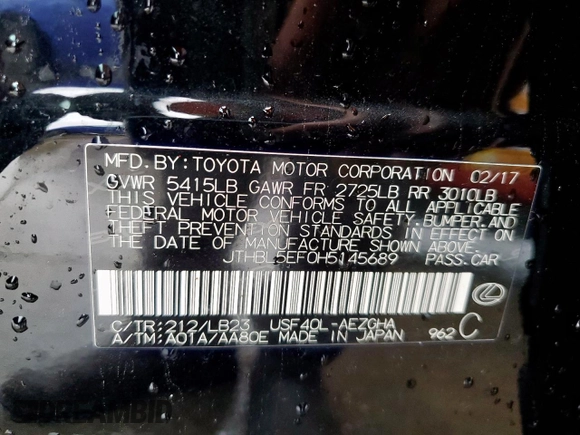 MFD. BY: TOYOTA MOTOR CORPORATION 02/17
GVWR 5415LB GAWR FR 2725LB RR 3010LB
THIS VEHICLE CONFORMS TO ALL APPLICABLE
FEDERAL MOTOR VEHICLE SAFETY, BUMPER, AND
THEFT PREVENTION STANDARDS IN EFFECT ON
THE DATE OF MANUFACTURE SHOWN ABOVE.
JTHBL5EF0H5145689 PASS. CAR
C/TR: 212/LB23 USF40L-AEZGHA
A/TM: A01A/AA80E MADE IN JAPAN 962 C
DREAMBID